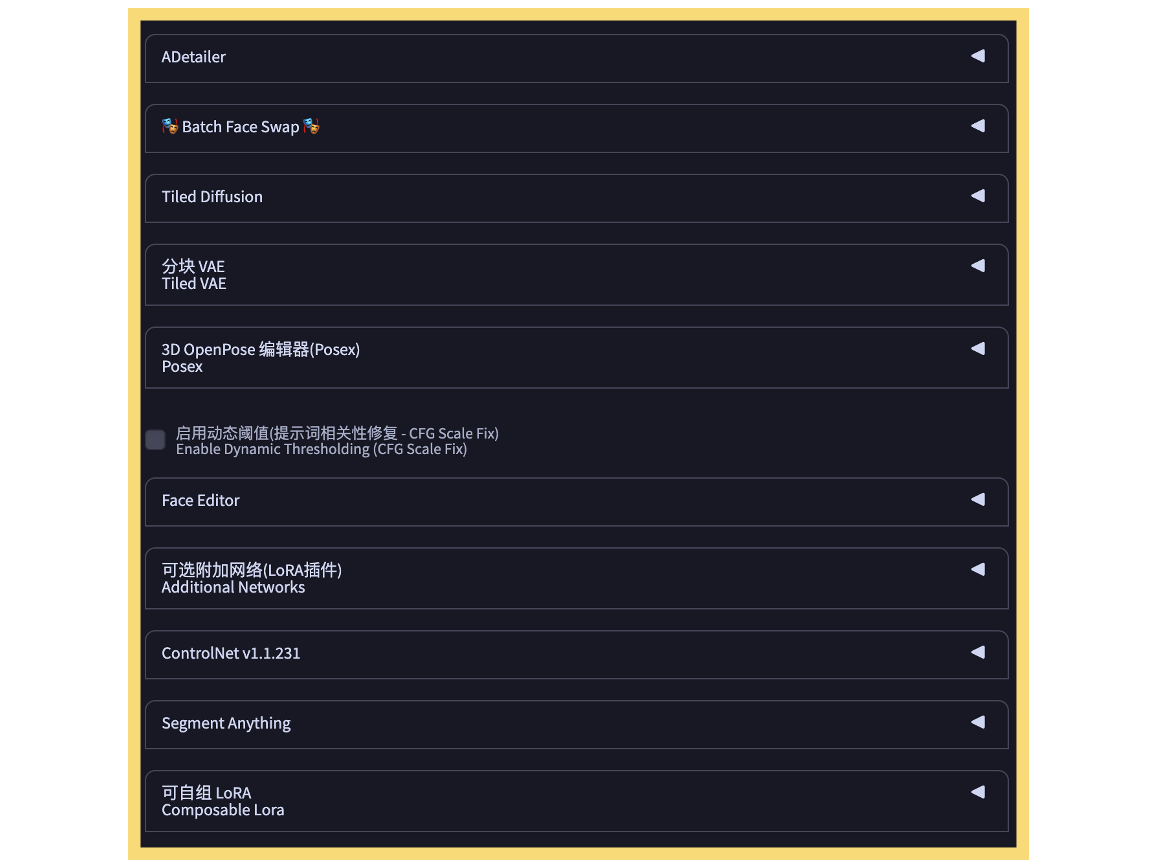 ADetailer
🎭 Batch Face Swap 🎭
Tiled Diffusion
分块 VAE
Tiled VAE
3D OpenPose 编辑器(Posex)
Posex
启用动态阈值(提示词相关性修复 - CFG Scale Fix)
Enable Dynamic Thresholding (CFG Scale Fix)
Face Editor
可选附加网络(LoRA插件)
Additional Networks
ControlNet v1.1.231
Segment Anything
可自组 LoRA
Composable Lora